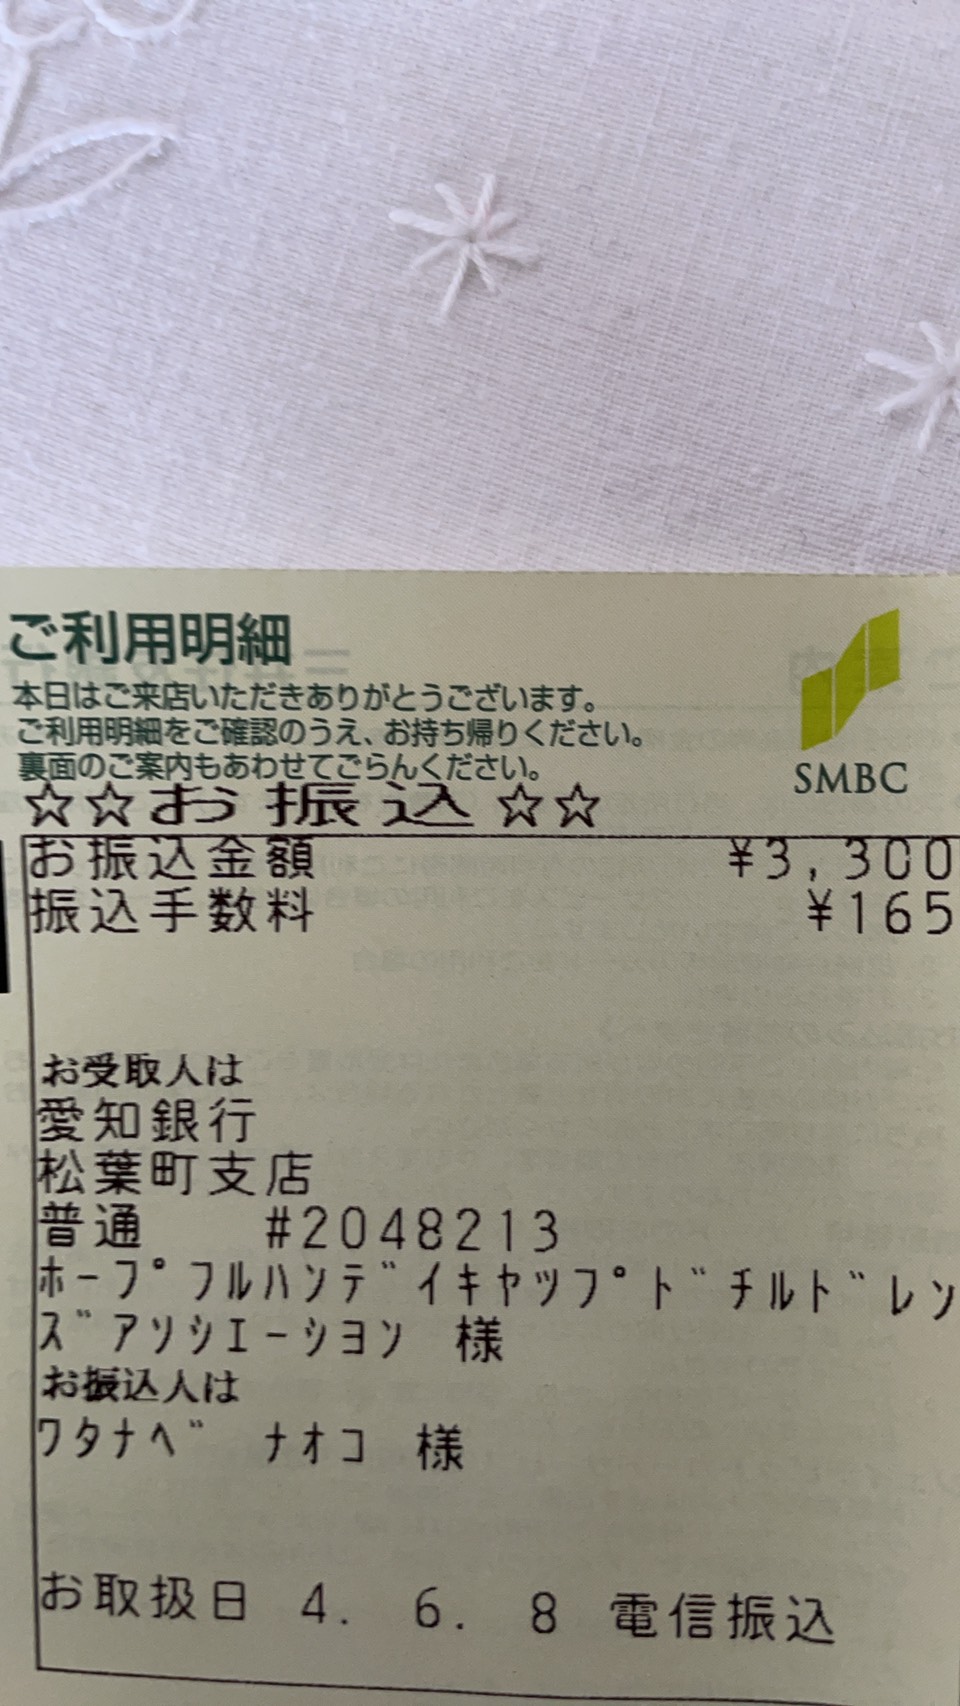 ご利用明細
本日はご来店いただきありがとうございます。
ご利用明細をご確認のうえ、お持ち帰りください。
裏面のご案内もあわせてごらんください。
SMBC
☆☆お振込☆☆
お振込金額 ¥3,300
振込手数料 ¥165
お受取人は
愛知銀行
松葉町支店
普通 #2048213
ホープフルハンデイキヤツプドチルドレン
ズアソシエーシヨン 様
お振込人は
ワタナベ ナオコ 様
お取扱日 4. 6. 8 電信振込